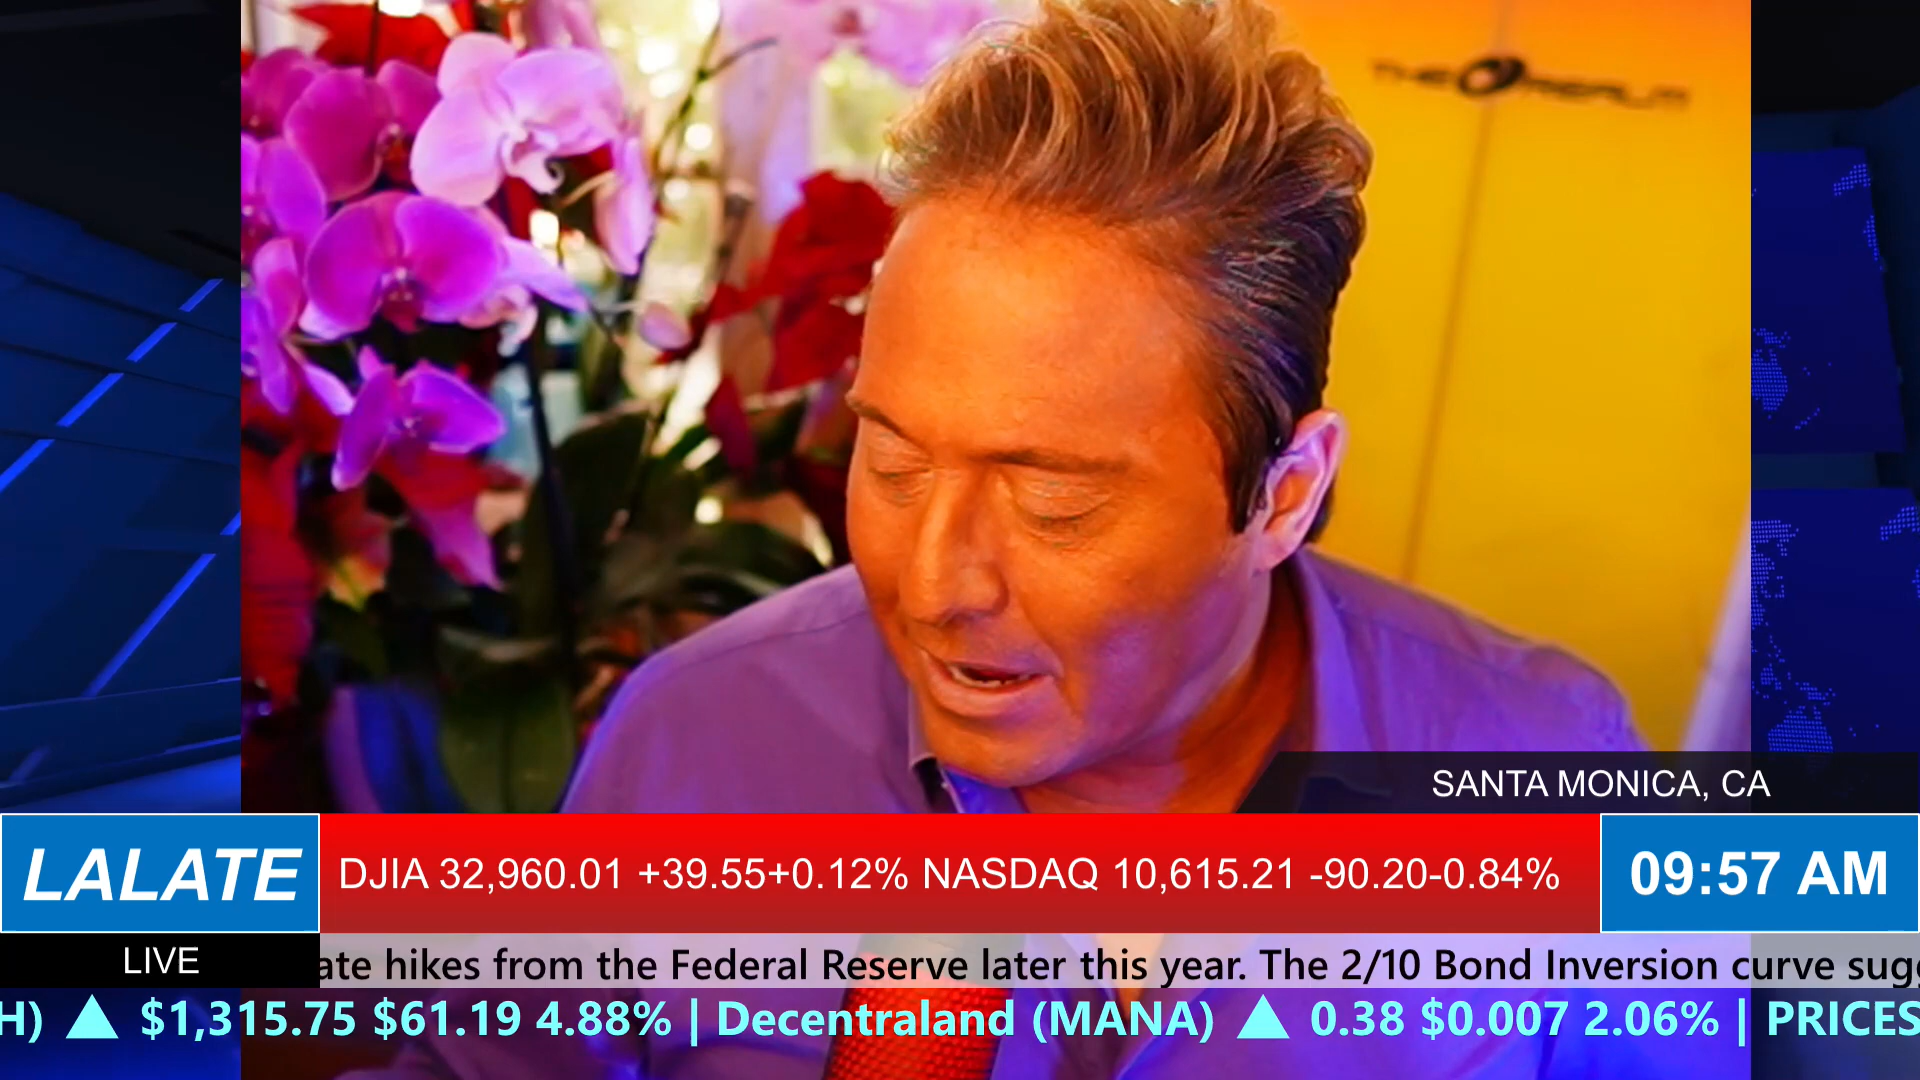 SANTA MONICA, CA
LALATE
DJIA 32,960.01 +39.55+0.12% NASDAQ 10,615.21 -90.20-0.84%
09:57 AM
LIVE
ate hikes from the Federal Reserve later this year. The 2/10 Bond Inversion curve sugg
H) ▲ $1,315.75 $61.19 4.88% | Decentraland (MANA) ▲ 0.38 $0.007 2.06% | PRICES